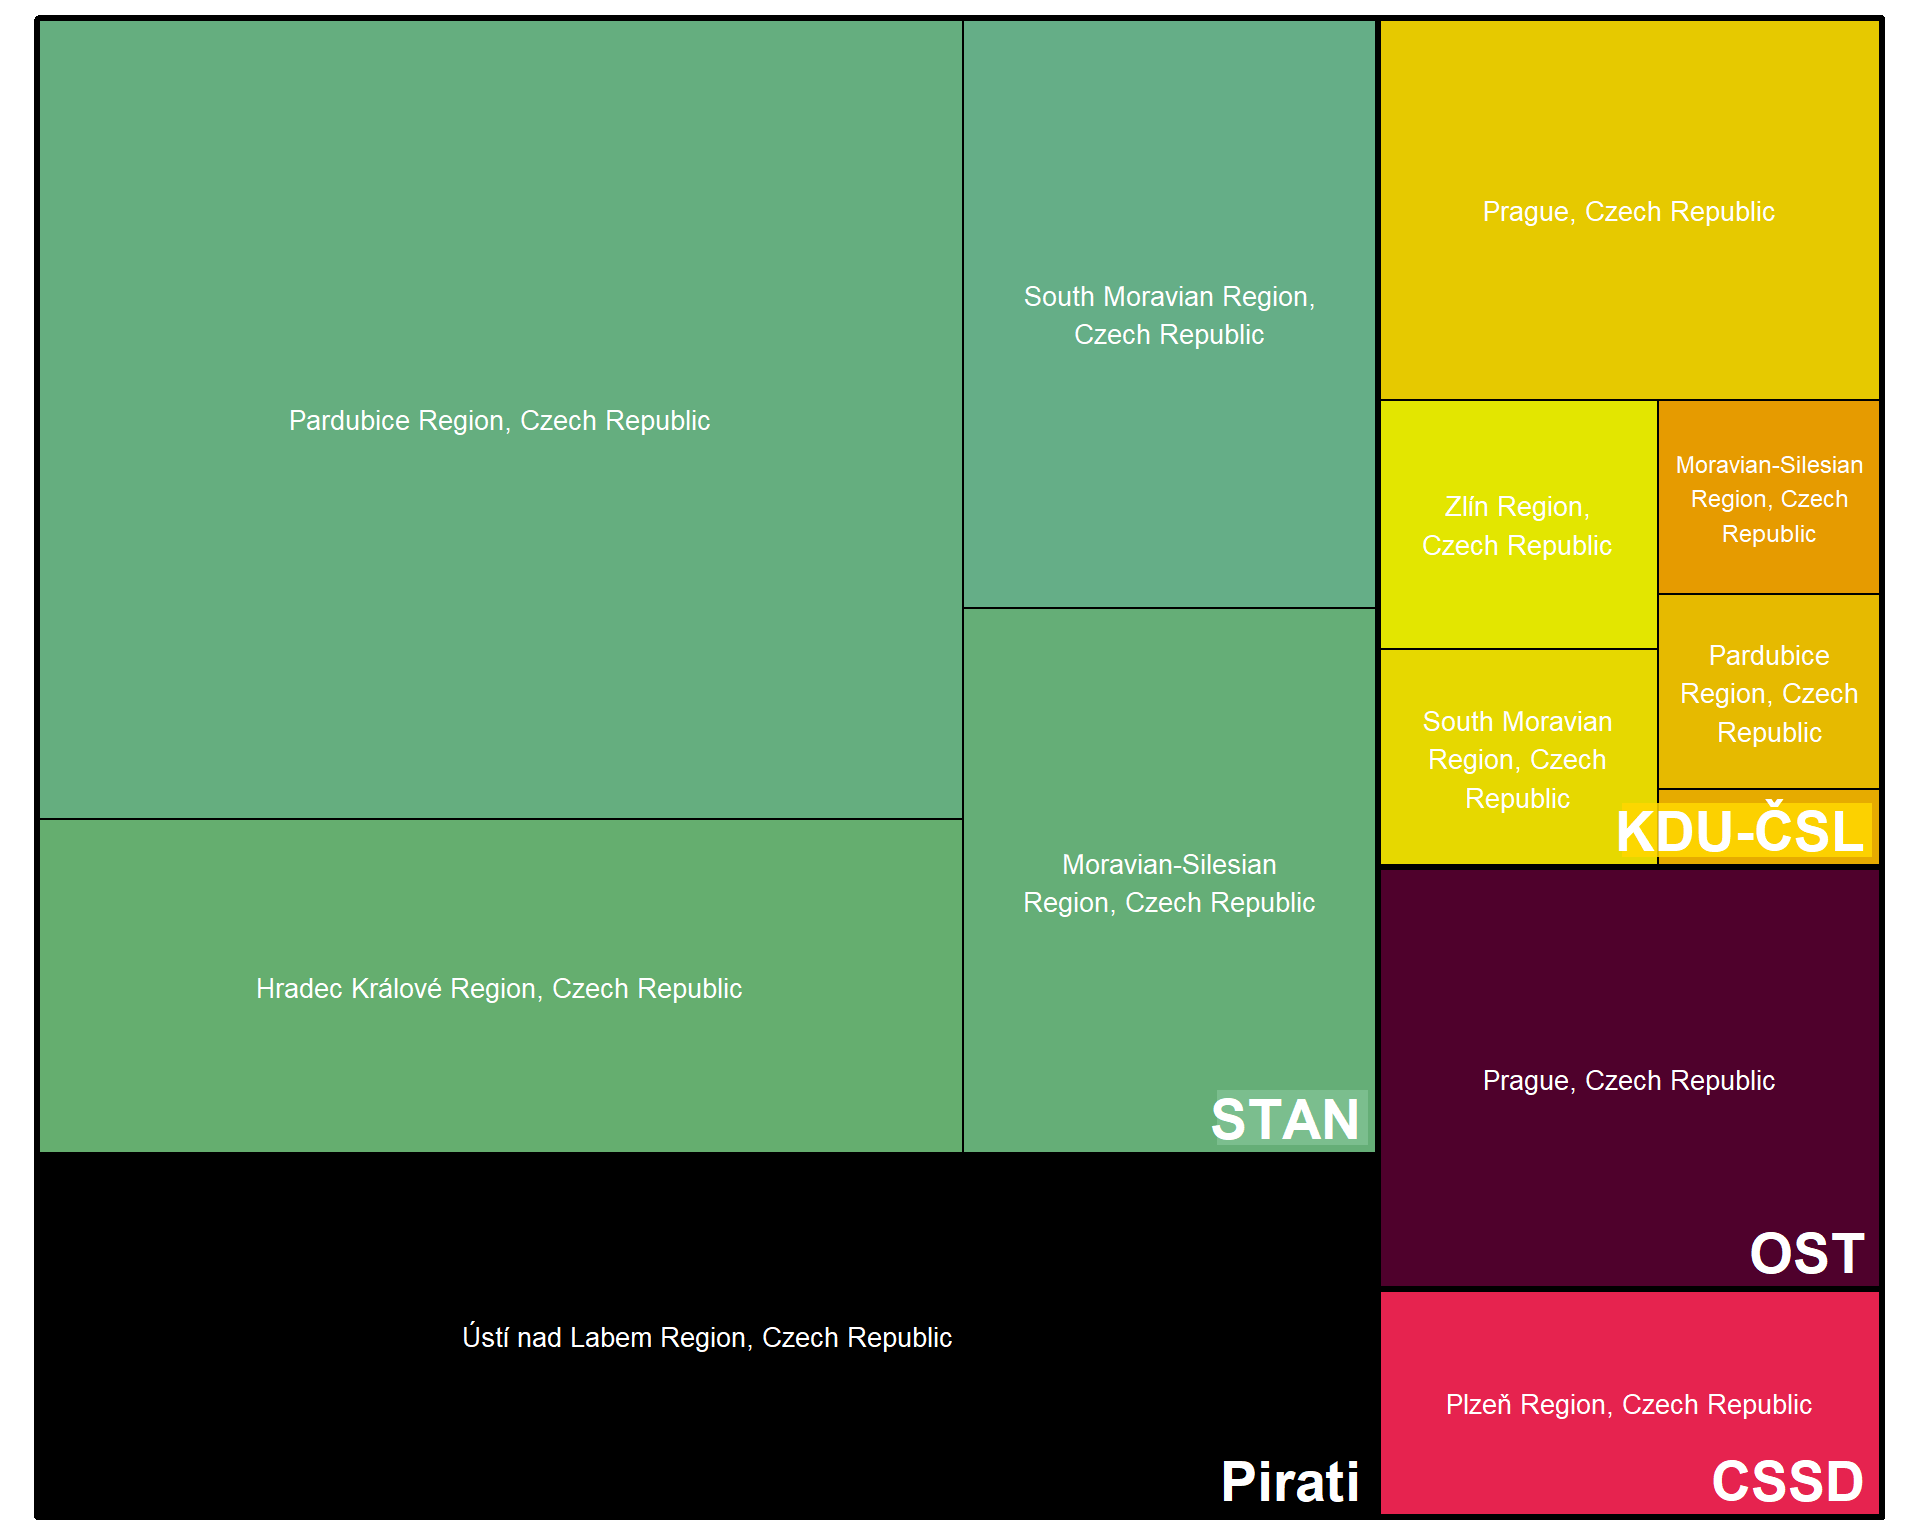 Pardubice Region, Czech Republic
Hradec Králové Region, Czech Republic
South Moravian Region,
Czech Republic
Moravian-Silesian
Region, Czech Republic
STAN
Ústí nad Labem Region, Czech Republic
Pirati
Prague, Czech Republic
Zlín Region,
Czech Republic
South Moravian
Region, Czech
Republic
Moravian-Silesian
Region, Czech
Republic
Pardubice
Region, Czech
Republic
KDU-ČSL
Prague, Czech Republic
OST
Plzeň Region, Czech Republic
CSSD